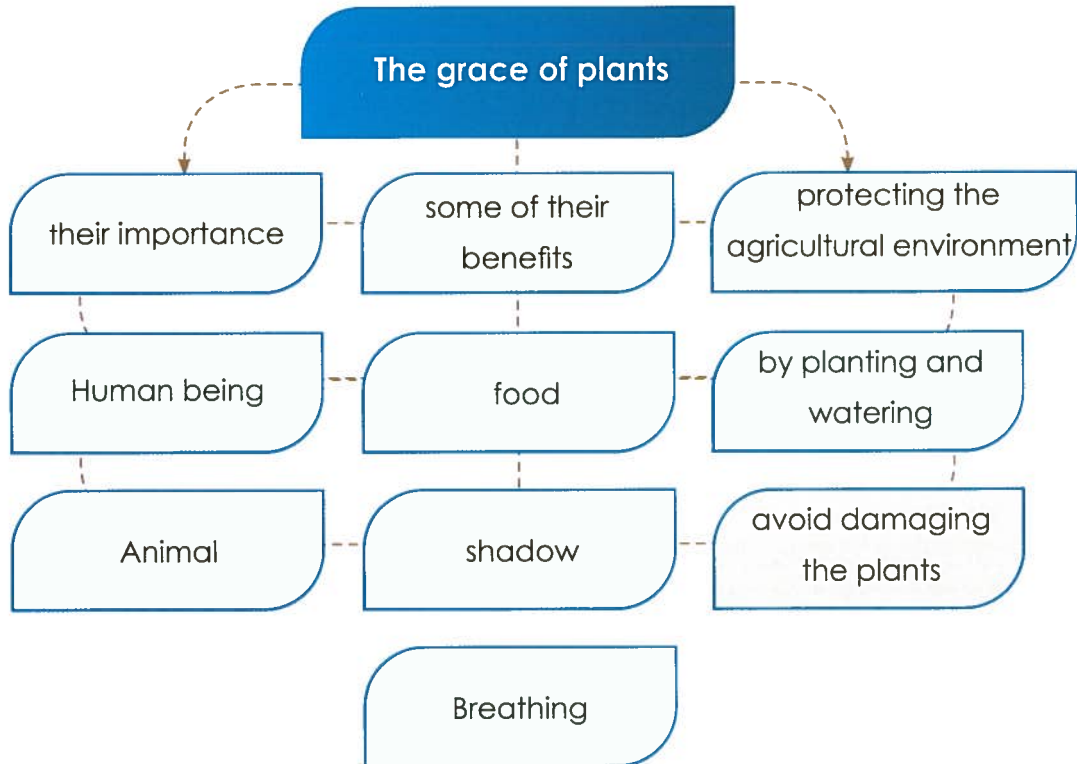 The grace of plants
their importance
some of their
benefits
protecting the
agricultural environment
Human being
food
by planting and
watering
Animal
shadow
avoid damaging
the plants
Breathing